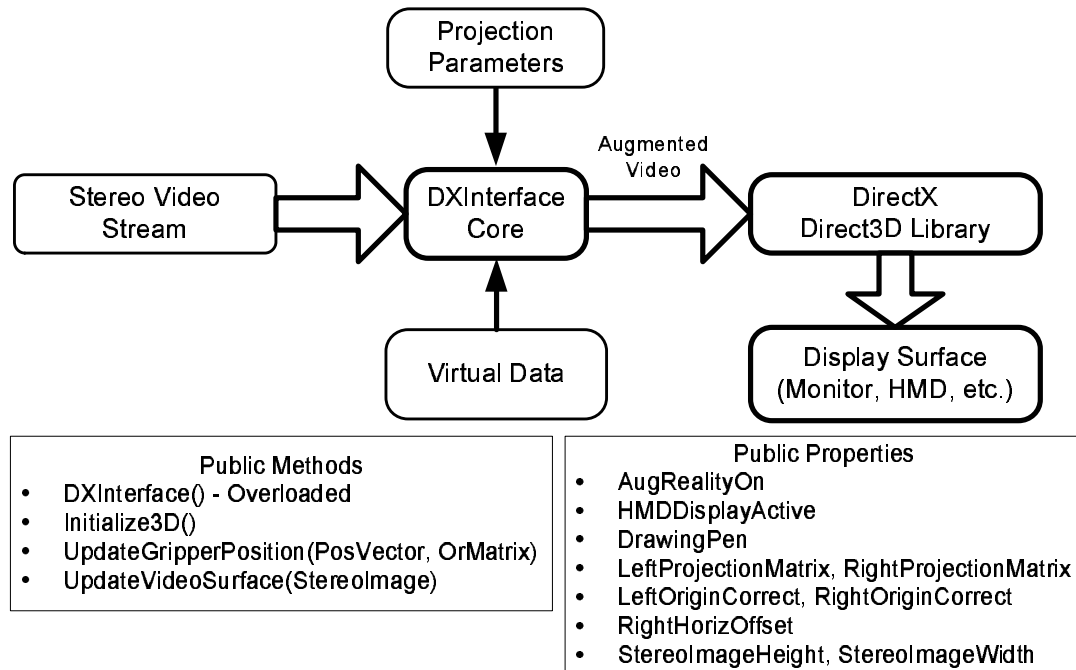 Projection
Parameters
Augmented
Video
Stereo Video
Stream
DXInterface
Core
DirectX
Direct3D Library
Virtual Data
Display Surface
(Monitor, HMD, etc.)
Public Methods
• DXInterface() - Overloaded
• Initialize3D()
• UpdateGripperPosition(PosVector, OrMatrix)
• UpdateVideoSurface(StereoImage)
Public Properties
• AugRealityOn
• HMDDisplayActive
• DrawingPen
• LeftProjectionMatrix, RightProjectionMatrix
• LeftOriginCorrect, RightOriginCorrect
• RightHorizOffset
• StereoImageHeight, StereoImageWidth